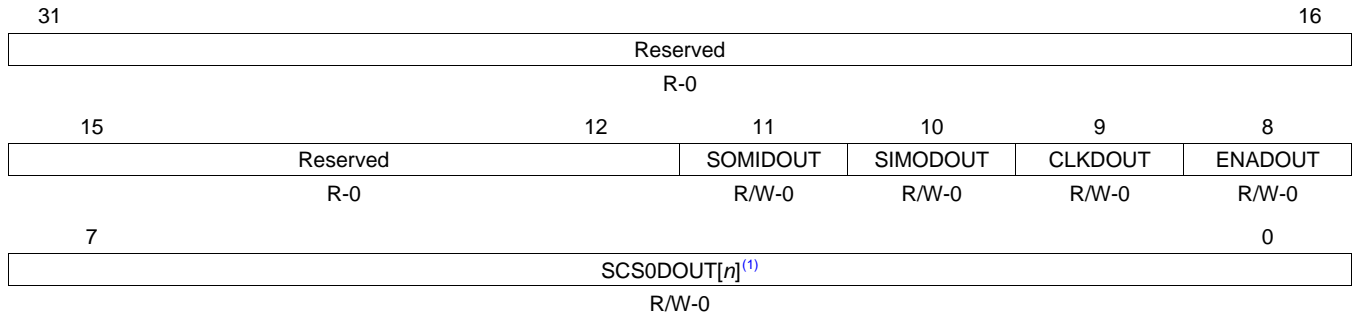 31 16
Reserved
R-0
15 12 11 10 9 8
Reserved SOMIDOUT SIMODOUT CLKDOUT ENADOUT
R-0 R/W-0 R/W-0 R/W-0 R/W-0
7 0
SCS0DOUT[n](1)
R/W-0